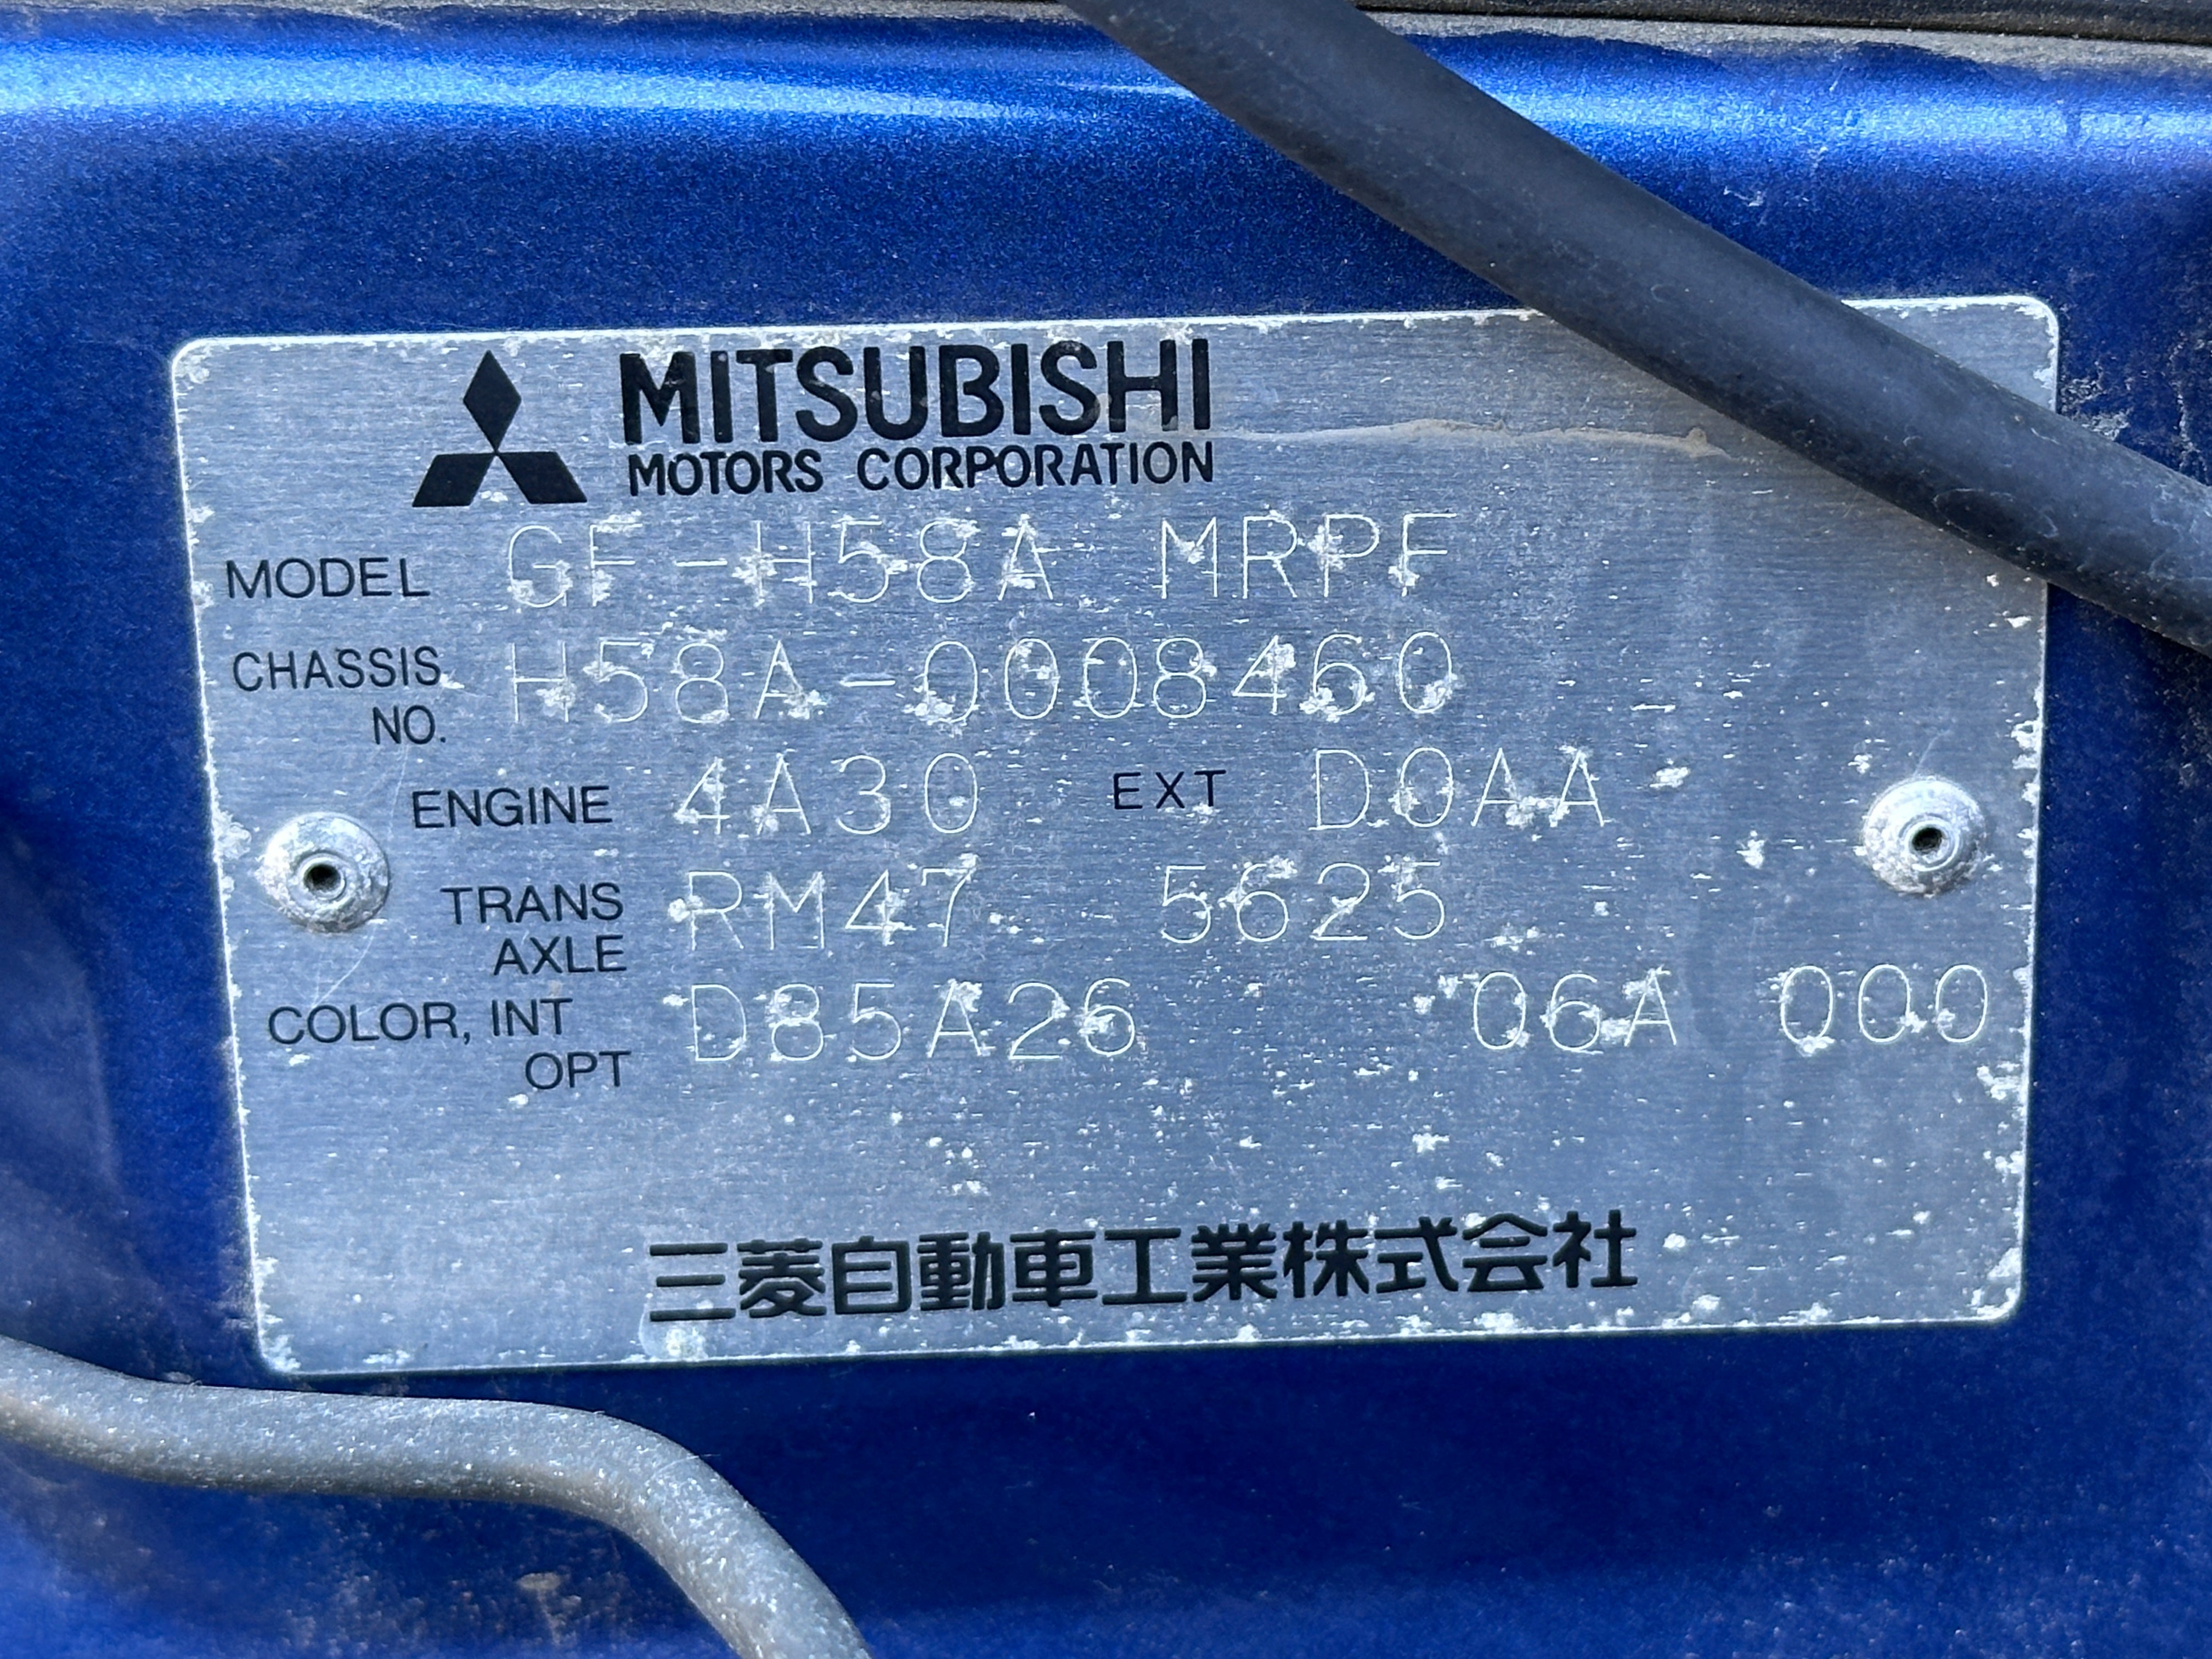 MITSUBISHI
MOTORS CORPORATION
MODEL GF-H58A MRPF
CHASSIS NO. H58A-0008460
ENGINE 4A30 EXT D0AA
TRANS AXLE RM47 5625
COLOR, INT OPT D85A26 06A 000
三菱自動車工業株式会社